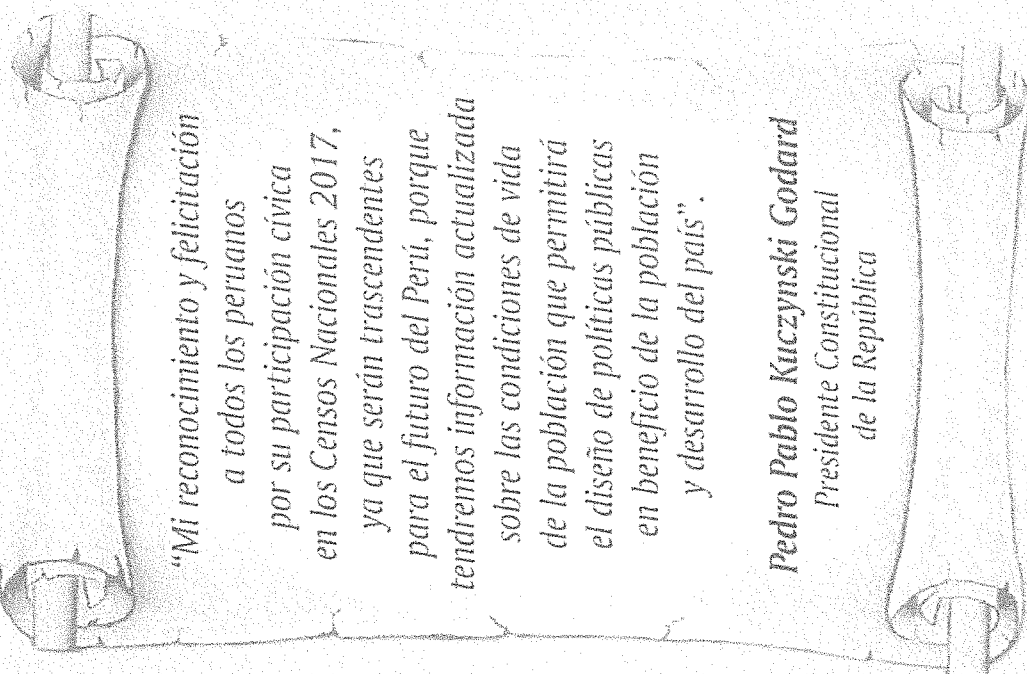 “Mi reconocimiento y felicitación
a todos los peruanos
por su participación cívica
en los Censos Nacionales 2017,
ya que serán trascendentes
para el futuro del Perú, porque
tendremos información actualizada
sobre las condiciones de vida
de la población que permitirá
el diseño de políticas públicas
en beneficio de la población
y desarrollo del país”.
Pedro Pablo Kuczynski Godard
Presidente Constitucional
de la República